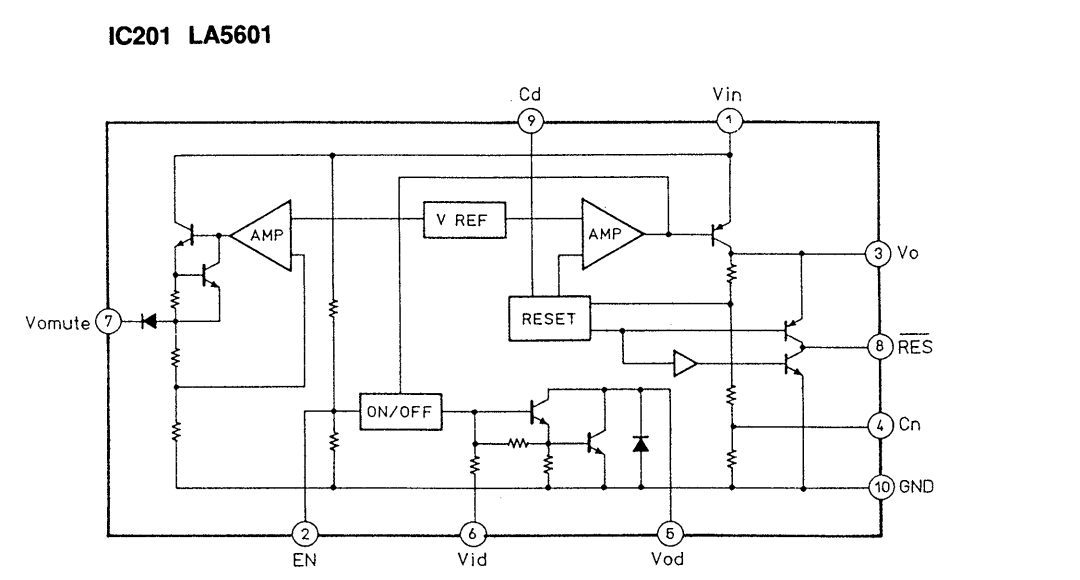 IC201 LA5601
Cd
Vin
9
1
AMP
V REF
AMP
3 Vo
RESET
Vomute 7
8 RES
ON/OFF
4 Cn
10 GND
2
6
5
EN
Vid
Vod